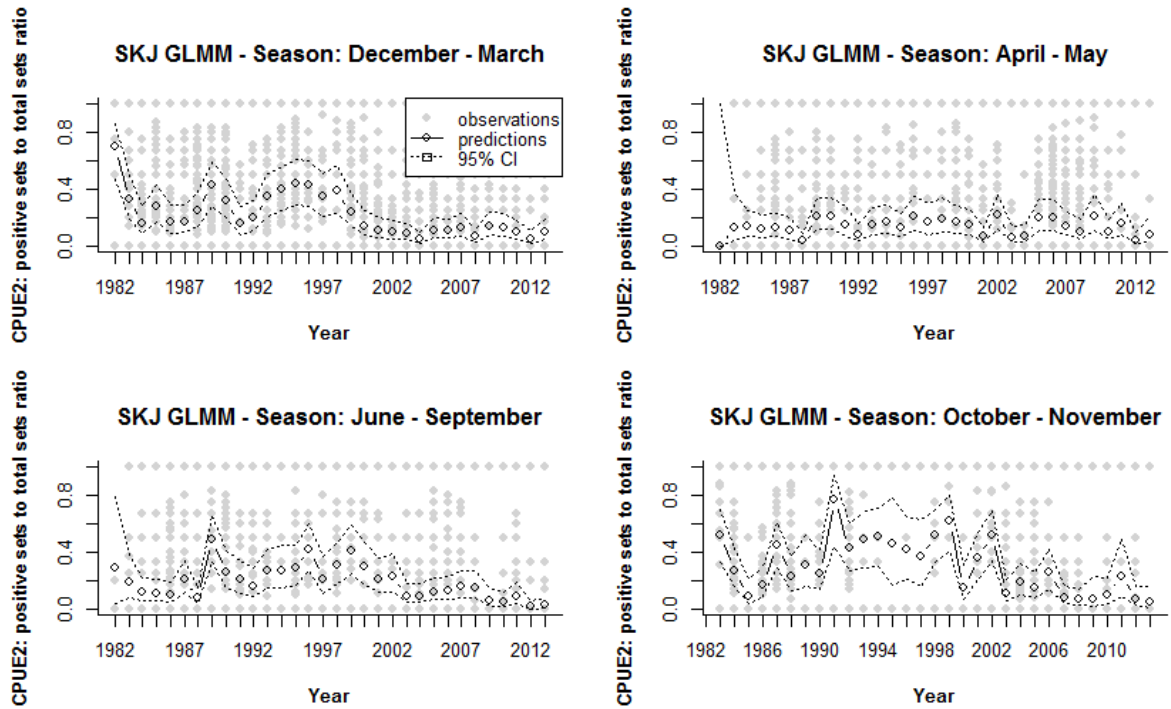 SKJ GLMM - Season: December - March
CPUE2: positive sets to total sets ratio
0.0 0.4 0.8
observations
predictions
95% CI
1982 1987 1992 1997 2002 2007 2012
Year
SKJ GLMM - Season: April - May
CPUE2: positive sets to total sets ratio
0.0 0.4 0.8
1982 1987 1992 1997 2002 2007 2012
Year
SKJ GLMM - Season: June - September
CPUE2: positive sets to total sets ratio
0.0 0.4 0.8
1982 1987 1992 1997 2002 2007 2012
Year
SKJ GLMM - Season: October - November
CPUE2: positive sets to total sets ratio
0.0 0.4 0.8
1982 1986 1990 1994 1998 2002 2006 2010
Year